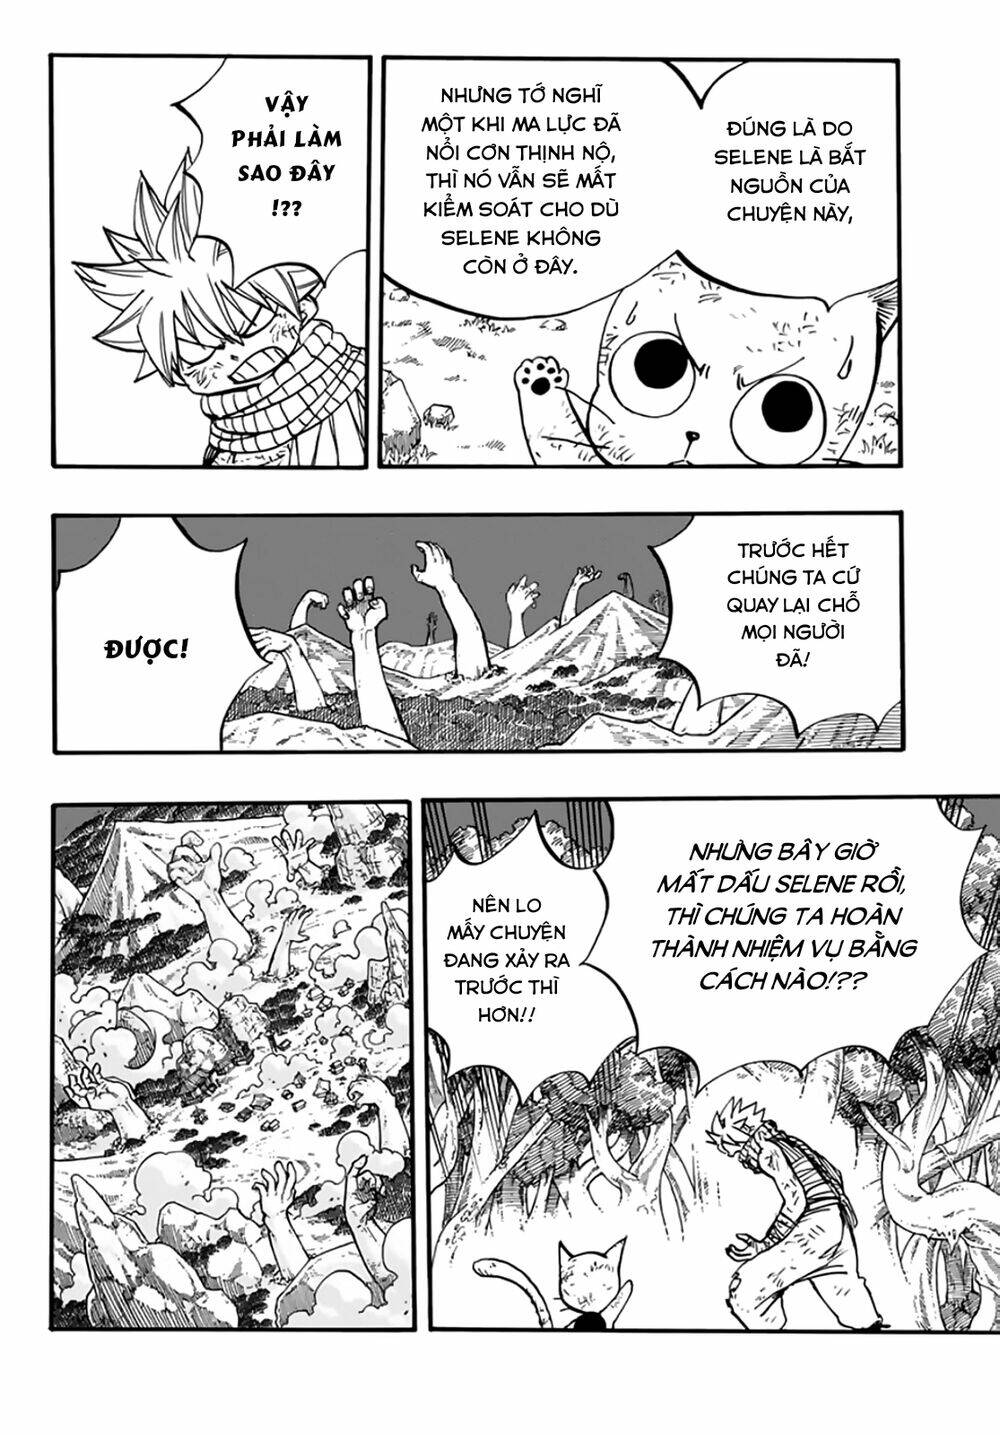 ĐÚNG LÀ DO
SELENE LÀ BẮT
NGUỒN CỦA
CHUYỆN NÀY,
NHƯNG TỚ NGHĨ
MỘT KHI MA LỰC ĐÃ
NỔI CƠN THỊNH NỘ,
THÌ NÓ VẪN SẼ MẤT
KIỂM SOÁT CHO DÙ
SELENE KHÔNG
CÒN Ở ĐÂY.
VẬY
PHẢI LÀM
SAO ĐÂY
!??
TRƯỚC HẾT
CHÚNG TA CỨ
QUAY LẠI CHỖ
MỌI NGƯỜI
ĐÃ!
ĐƯỢC!
NHƯNG BÂY GIỜ
MẤT DẤU SELENE RỒI,
THÌ CHÚNG TA HOÀN
THÀNH NHIỆM VỤ BẰNG
CÁCH NÀO!??
NÊN LO
MẤY CHUYỆN
ĐANG XẢY RA
TRƯỚC THÌ
HƠN!!